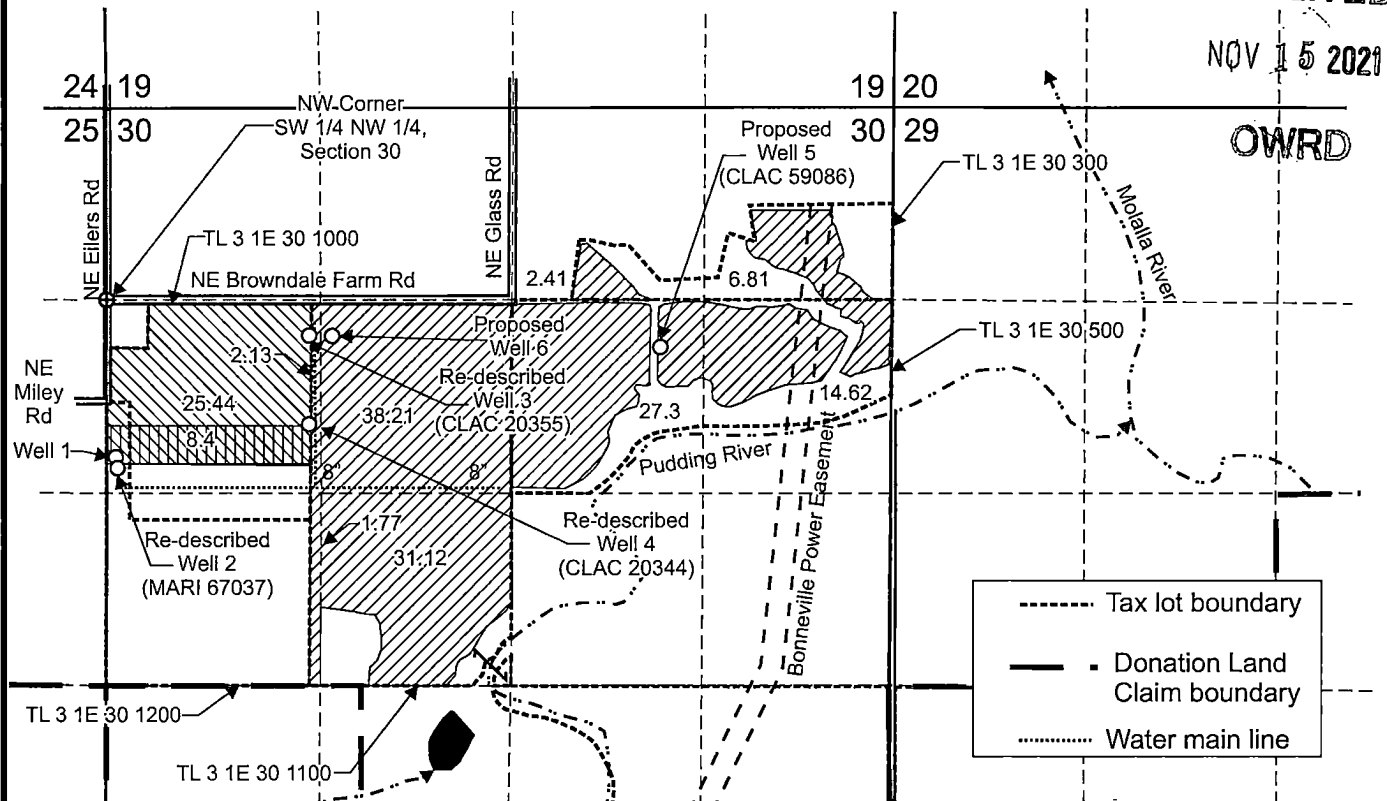 NOV 15 2021
OWRD
24 19
25 30
19 20
30 29
NW Corner
SW 1/4 NW 1/4,
Section 30
NE Eilers Rd
NE Glass Rd
TL 3 1E 30 1000
NE Browndale Farm Rd
Proposed
Well 5
(CLAC 59086)
TL 3 1E 30 300
Molalla River
2.41
6.81
Proposed
Well 6
TL 3 1E 30 500
2.13
Re-described
Well 3
(CLAC 20355)
NE
Miley
Rd
25.44
38.21
27.3
14.62
8.4
Well 1
8"
8"
Pudding River
Bonneville Power Easement
Re-described
Well 2
(MARI 67037)
1.77
31.12
Re-described
Well 4
(CLAC 20344)
Tax lot boundary
Donation Land
Claim boundary
Water main line
TL 3 1E 30 1200
TL 3 1E 30 1100